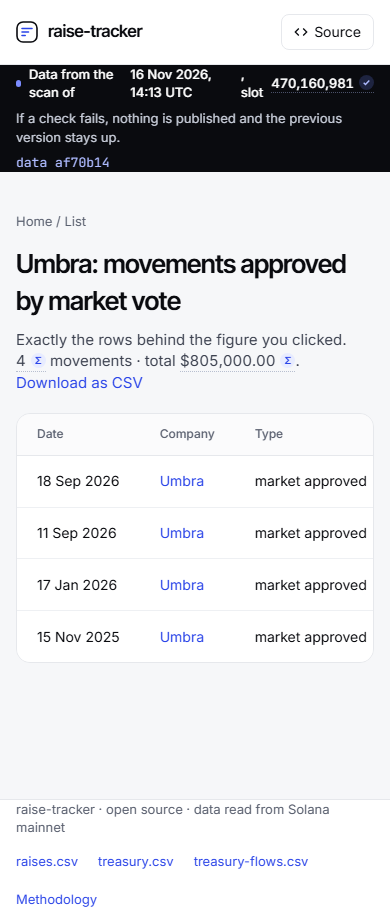 raise-tracker
Source
Data from the scan of 16 Nov 2026, 14:13 UTC, slot 470,160,981
If a check fails, nothing is published and the previous
version stays up.
data af70b14
Home / List
Umbra: movements approved
by market vote
Exactly the rows behind the figure you clicked.
4 Σ movements · total $805,000.00 Σ.
Download as CSV
Date Company Type
18 Sep 2026 Umbra market approved
11 Sep 2026 Umbra market approved
17 Jan 2026 Umbra market approved
15 Nov 2025 Umbra market approved
raise-tracker · open source · data read from Solana
mainnet
raises.csv treasury.csv treasury-flows.csv
Methodology